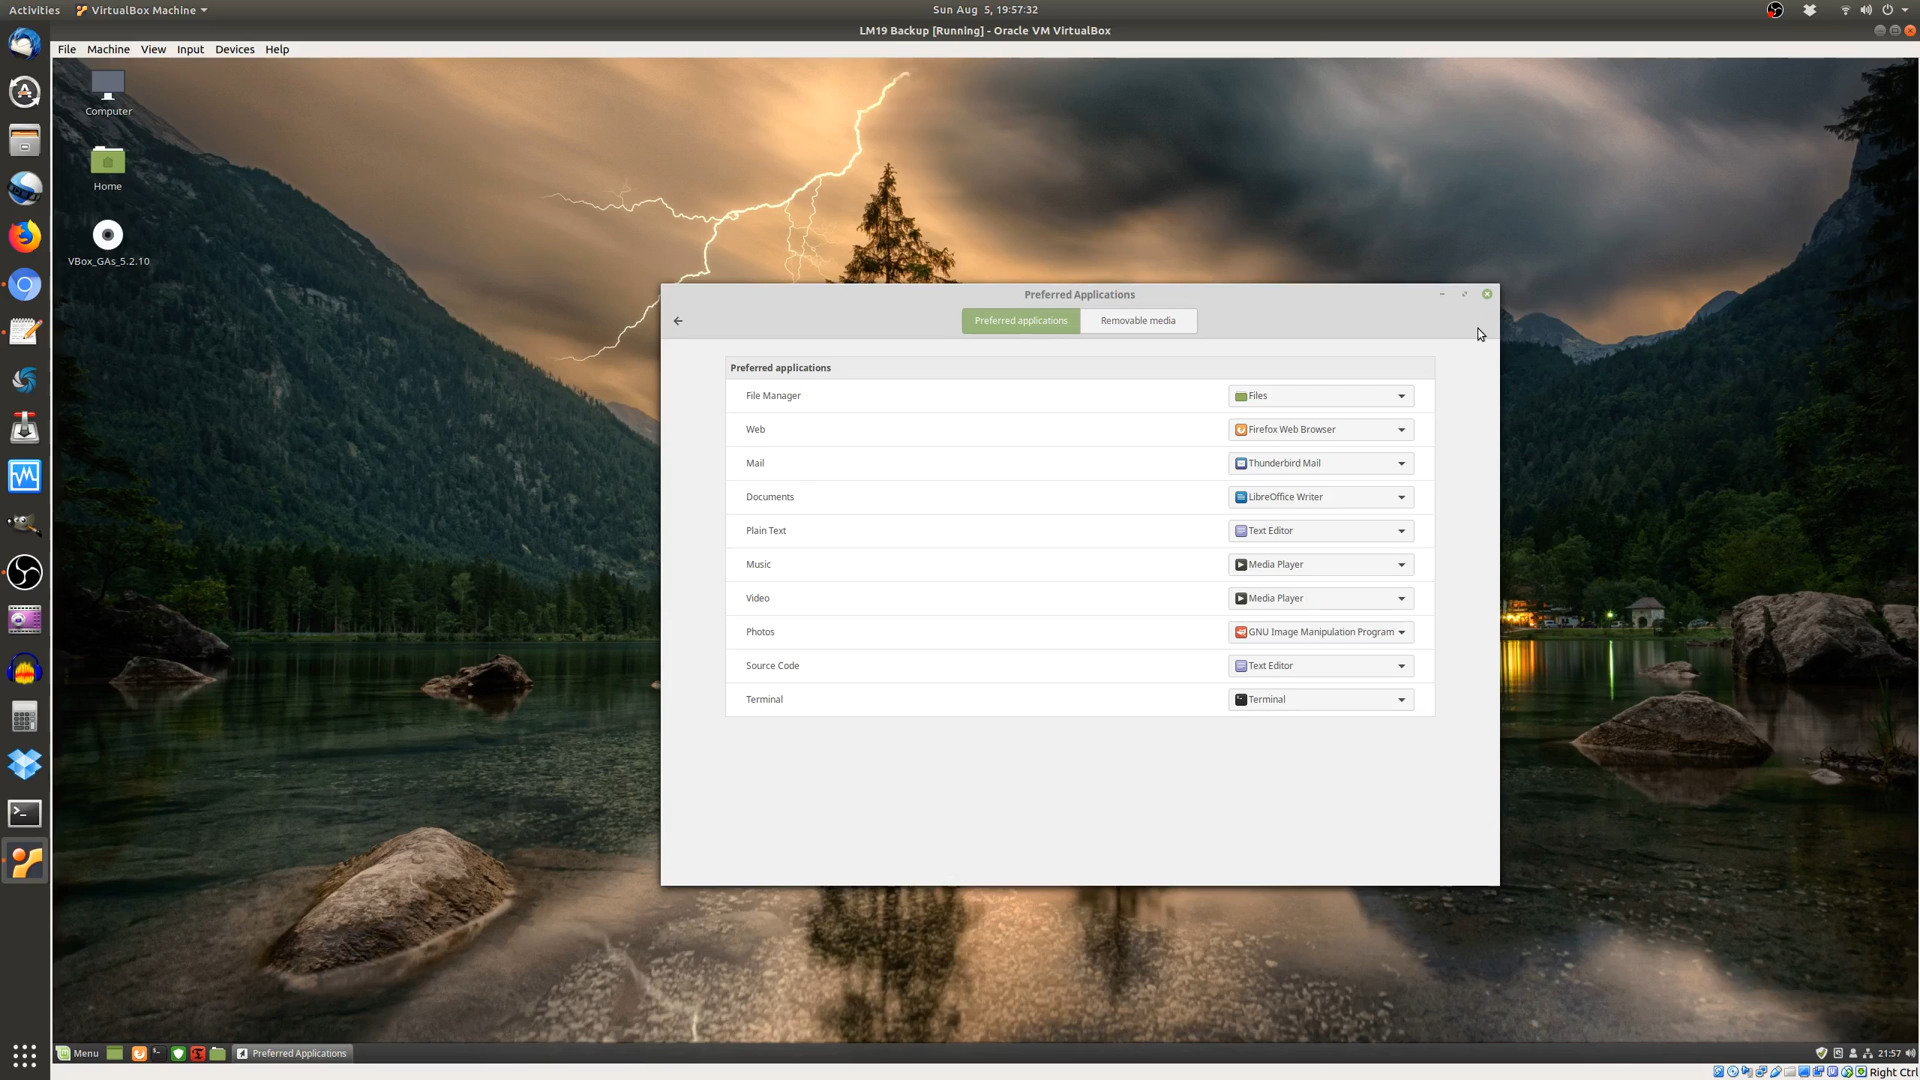 Activities VirtualBox Machine Sun Aug 5, 19:57:32
LM19 Backup [Running] - Oracle VM VirtualBox
File Machine View Input Devices Help
Computer
Home
VBox_GAs_5.2.10
Preferred Applications
Preferred applications Removable media
Preferred applications
File Manager Files
Web Firefox Web Browser
Mail Thunderbird Mail
Documents LibreOffice Writer
Plain Text Text Editor
Music Media Player
Video Media Player
Photos GNU Image Manipulation Program
Source Code Text Editor
Terminal Terminal
Menu Preferred Applications 21:57
Right Ctrl